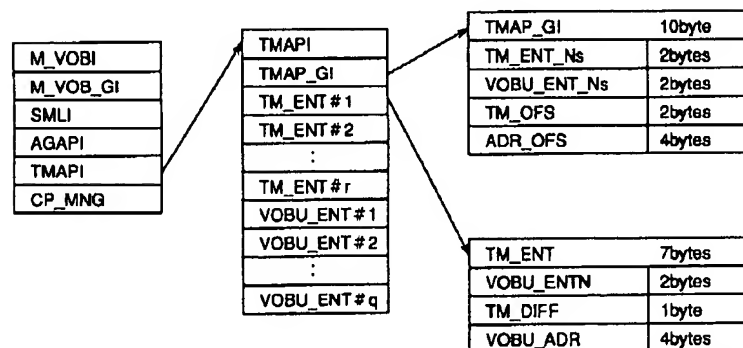 M_VOBI
M_VOB_GI
SMLI
AGAPI
TMAPI
CP_MNG
TMAPI
TMAP_GI
TM_ENT#1
TM_ENT#2
:
TM_ENT#r
VOBU_ENT#1
VOBU_ENT#2
:
VOBU_ENT#q
TMAP_GI 10byte
TM_ENT_Ns 2bytes
VOBU_ENT_Ns 2bytes
TM_OFS 2bytes
ADR_OFS 4bytes
TM_ENT 7bytes
VOBU_ENTN 2bytes
TM_DIFF 1byte
VOBU_ADR 4bytes